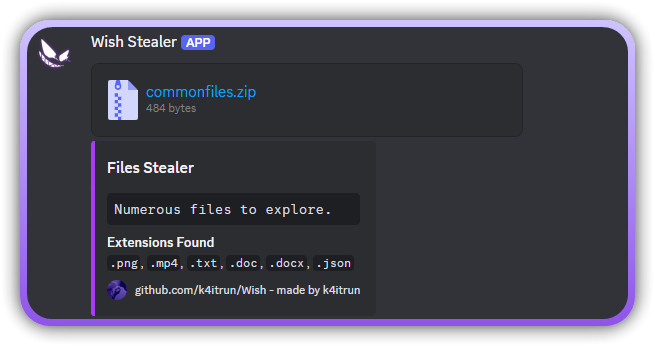 Wish Stealer APP
commonfiles.zip
484 bytes
Files Stealer
Numerous files to explore.
Extensions Found
.png, .mp4, .txt, .doc, .docx, .json
github.com/k4itrun/Wish - made by k4itrun